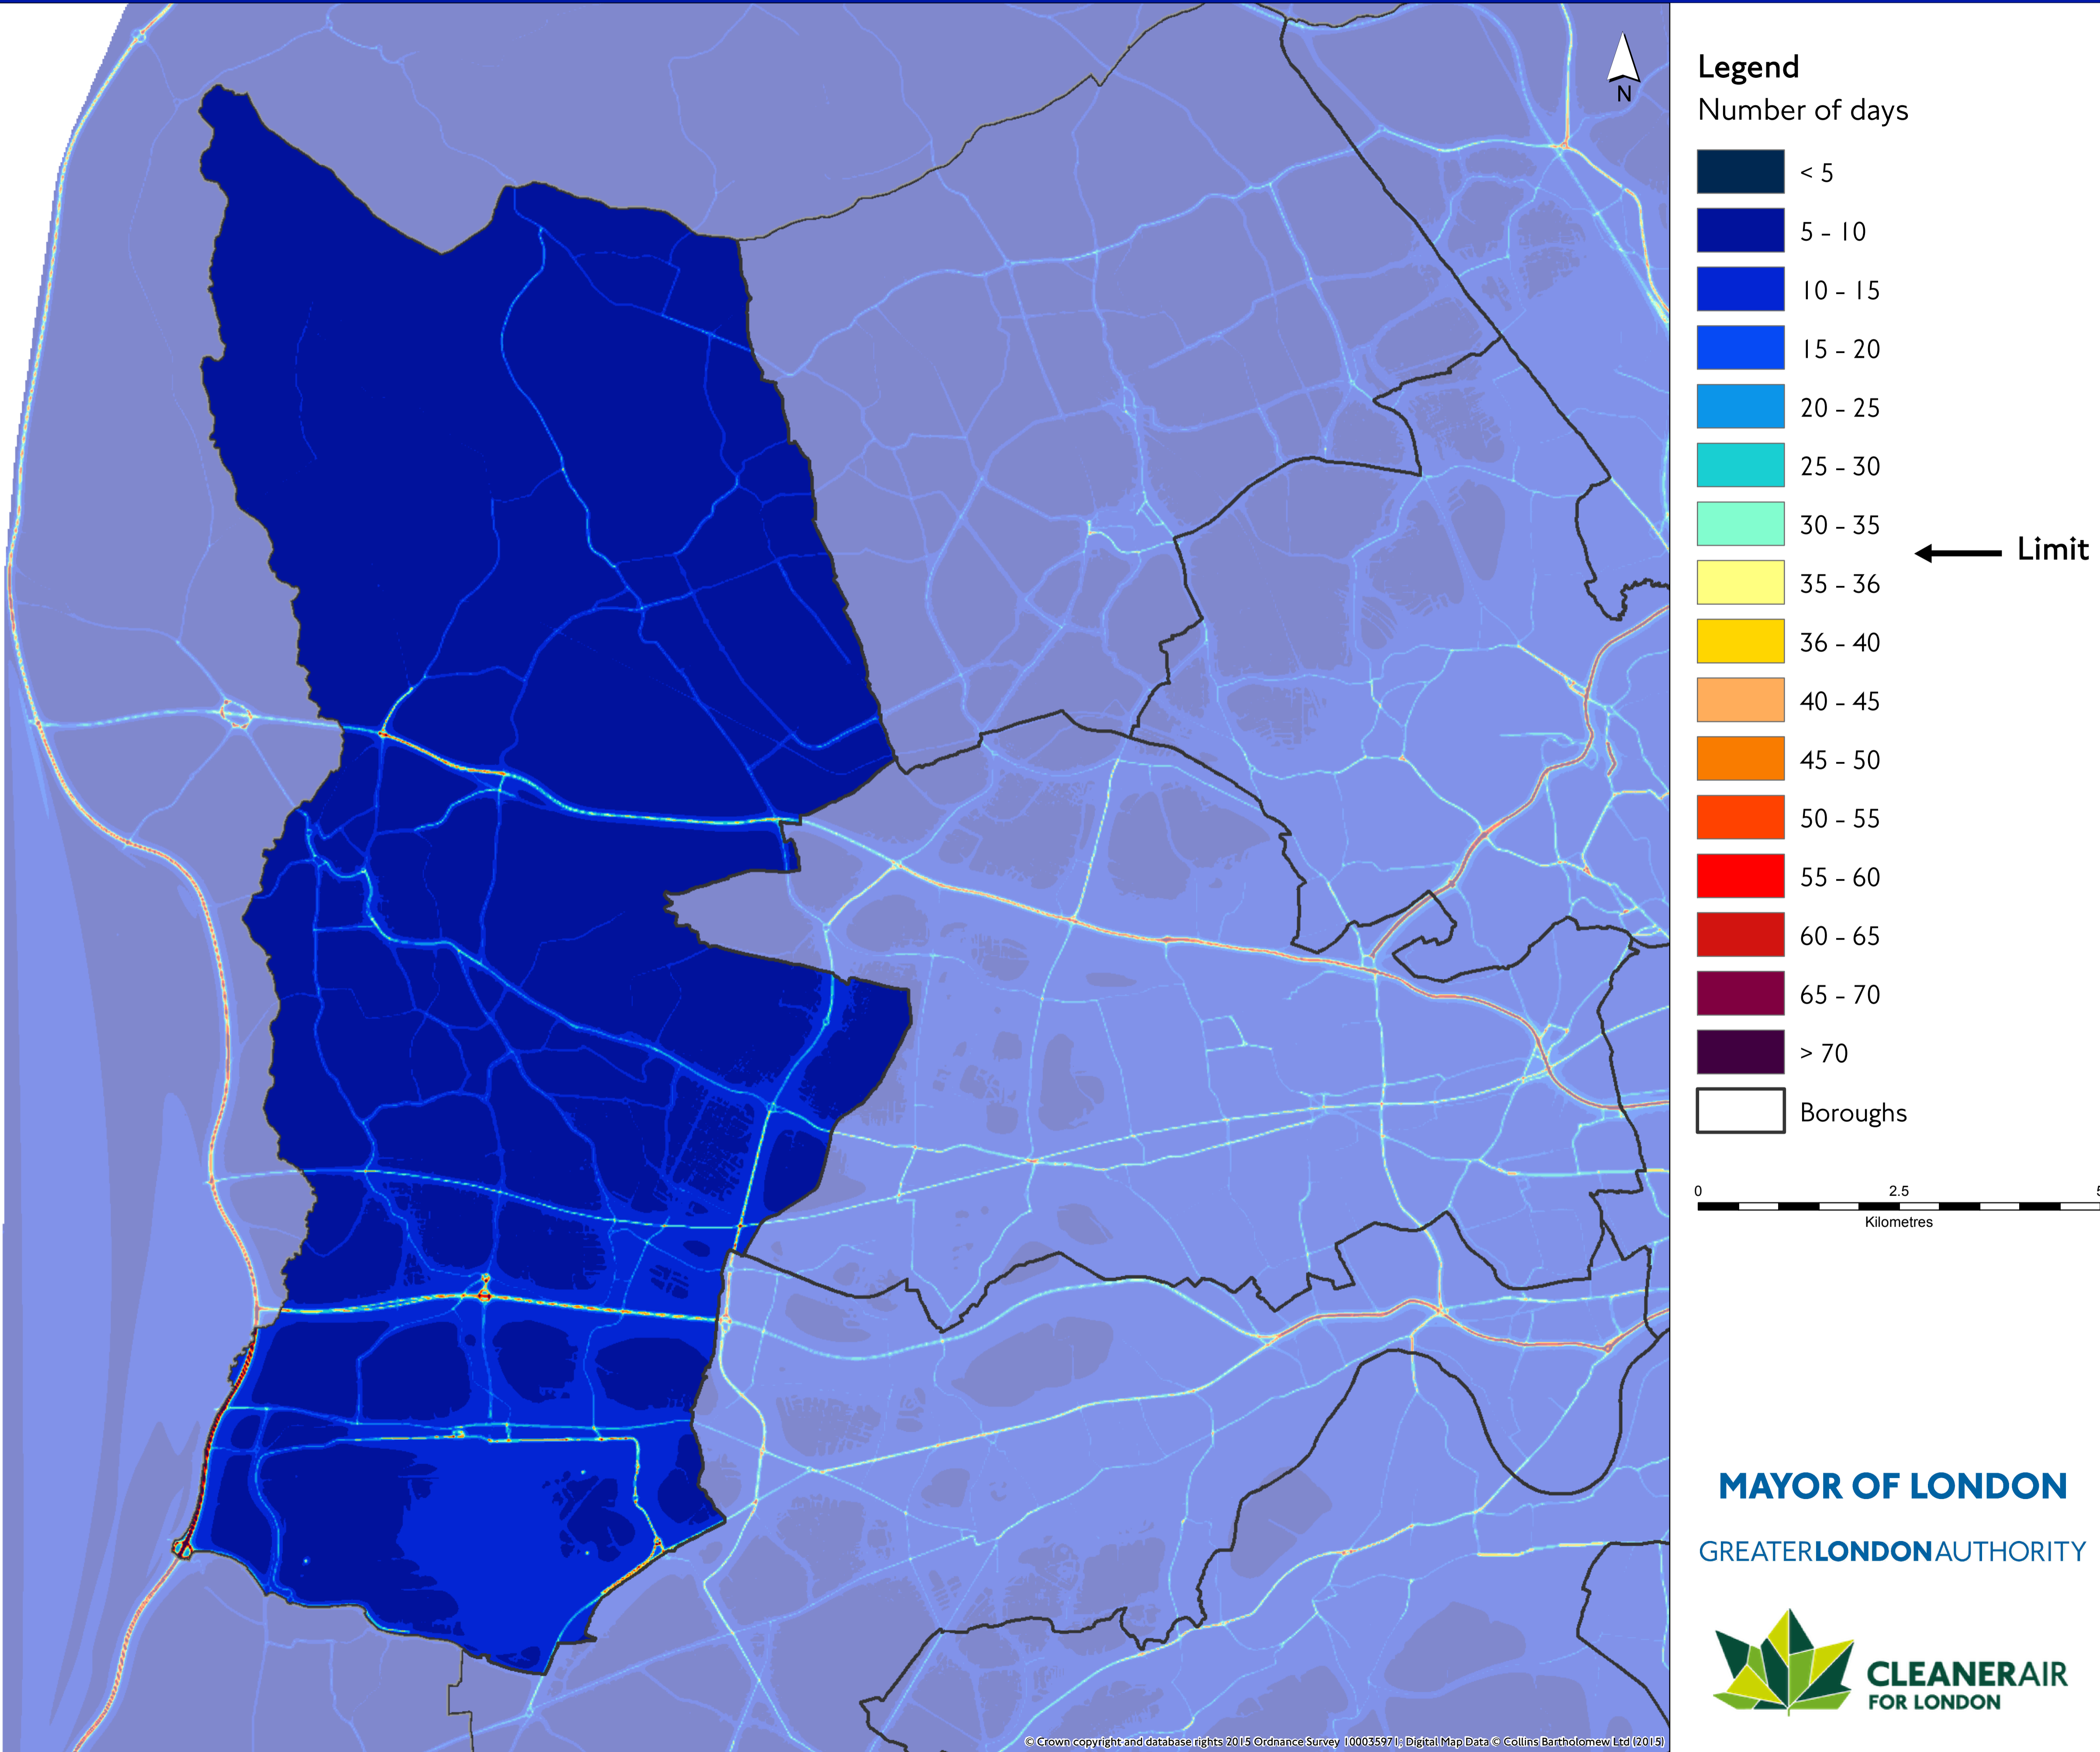 N
Legend
Number of days
< 5
5 - 10
10 - 15
15 - 20
20 - 25
25 - 30
30 - 35
Limit
35 - 36
36 - 40
40 - 45
45 - 50
50 - 55
55 - 60
60 - 65
65 - 70
> 70
Boroughs
0 2.5 5
Kilometres
MAYOR OF LONDON
GREATERLONDONAUTHORITY
CLEANERAIR
FOR LONDON
© Crown copyright and database rights 2015 Ordnance Survey 100035971; Digital Map Data © Collins Bartholomew Ltd (2015)